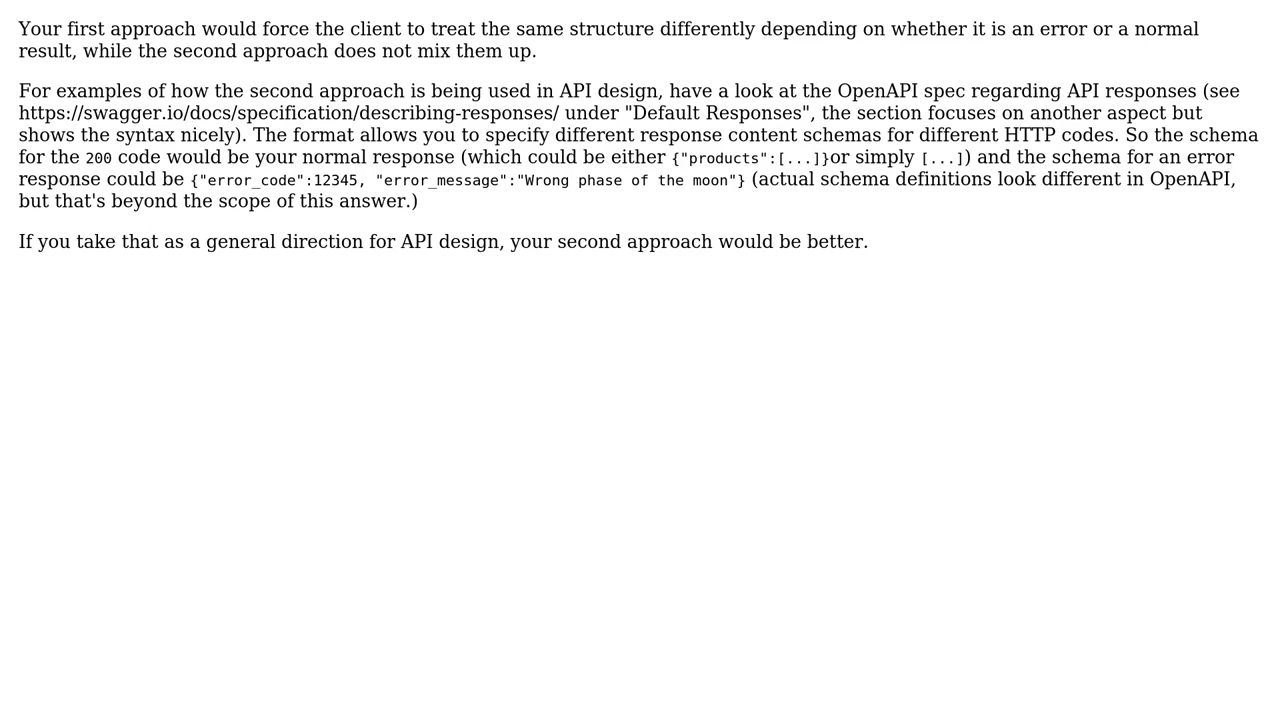 Your first approach would force the client to treat the same structure differently depending on whether it is an error or a normal
result, while the second approach does not mix them up.
For examples of how the second approach is being used in API design, have a look at the OpenAPI spec regarding API responses (see
https://swagger.io/docs/specification/describing-responses/ under "Default Responses", the section focuses on another aspect but
shows the syntax nicely). The format allows you to specify different response content schemas for different HTTP codes. So the schema
for the 200 code would be your normal response (which could be either {"products":[...]}or simply [...]) and the schema for an error
response could be {"error_code":12345, "error_message":"Wrong phase of the moon"} (actual schema definitions look different in OpenAPI,
but that's beyond the scope of this answer.)
If you take that as a general direction for API design, your second approach would be better.